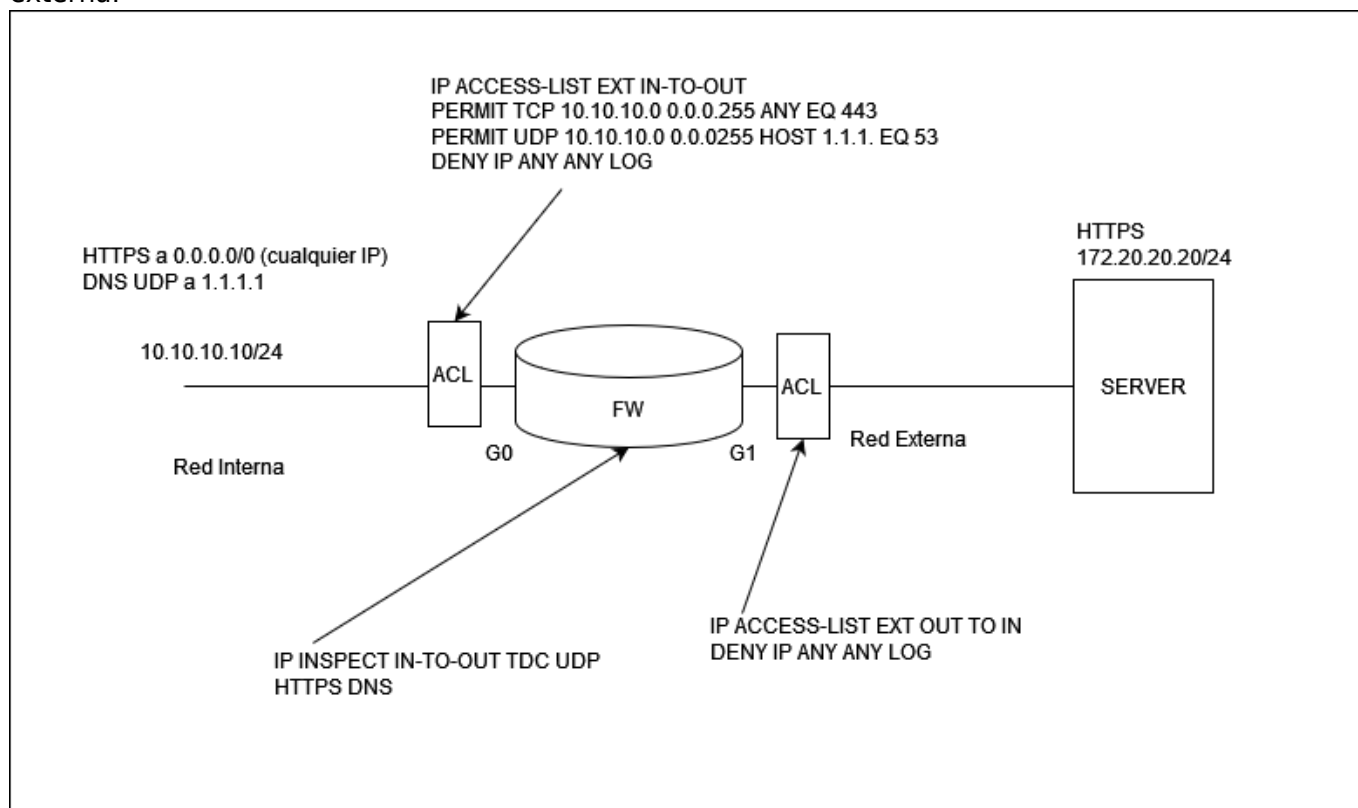 IP ACCESS-LIST EXT IN-TO-OUT
PERMIT TCP 10.10.10.0 0.0.0.255 ANY EQ 443
PERMIT UDP 10.10.10.0 0.0.0255 HOST 1.1.1. EQ 53
DENY IP ANY ANY LOG
HTTPS a 0.0.0.0/0 (cualquier IP)
DNS UDP a 1.1.1.1
HTTPS
172.20.20.20/24
10.10.10.10/24
ACL
FW
ACL
SERVER
G0
G1
Red Interna
Red Externa
IP INSPECT IN-TO-OUT TDC UDP
HTTPS DNS
IP ACCESS-LIST EXT OUT TO IN
DENY IP ANY ANY LOG